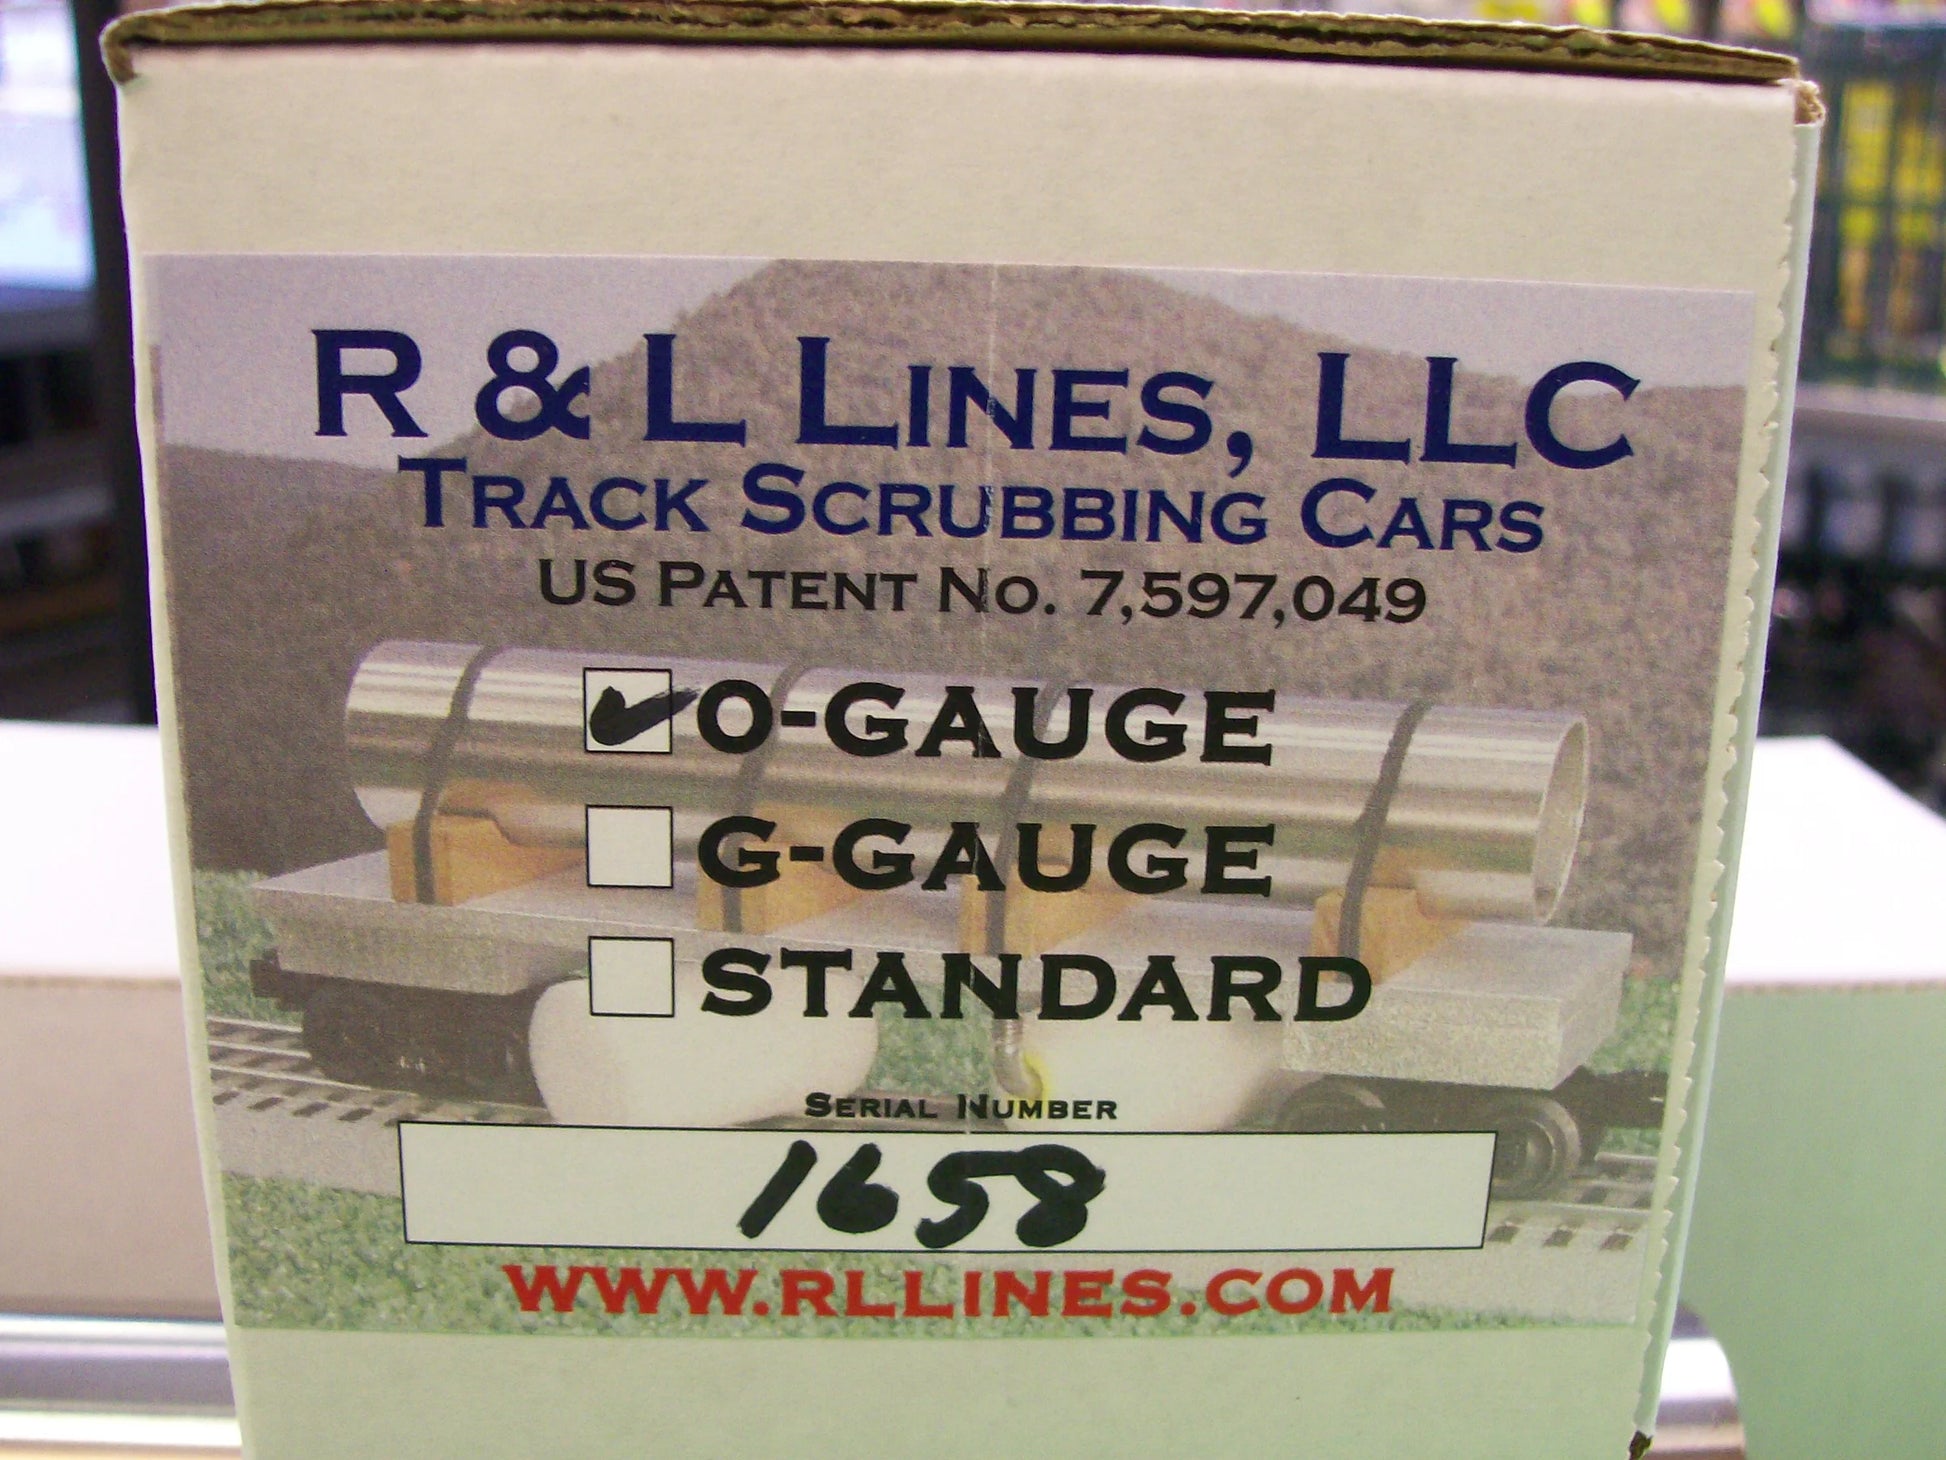 R & L LINES, LLC
TRACK SCRUBBING CARS
US PATENT NO. 7,597,049
O-GAUGE
G-GAUGE
STANDARD
SERIAL NUMBER
1658
WWW.RLLINES.COM